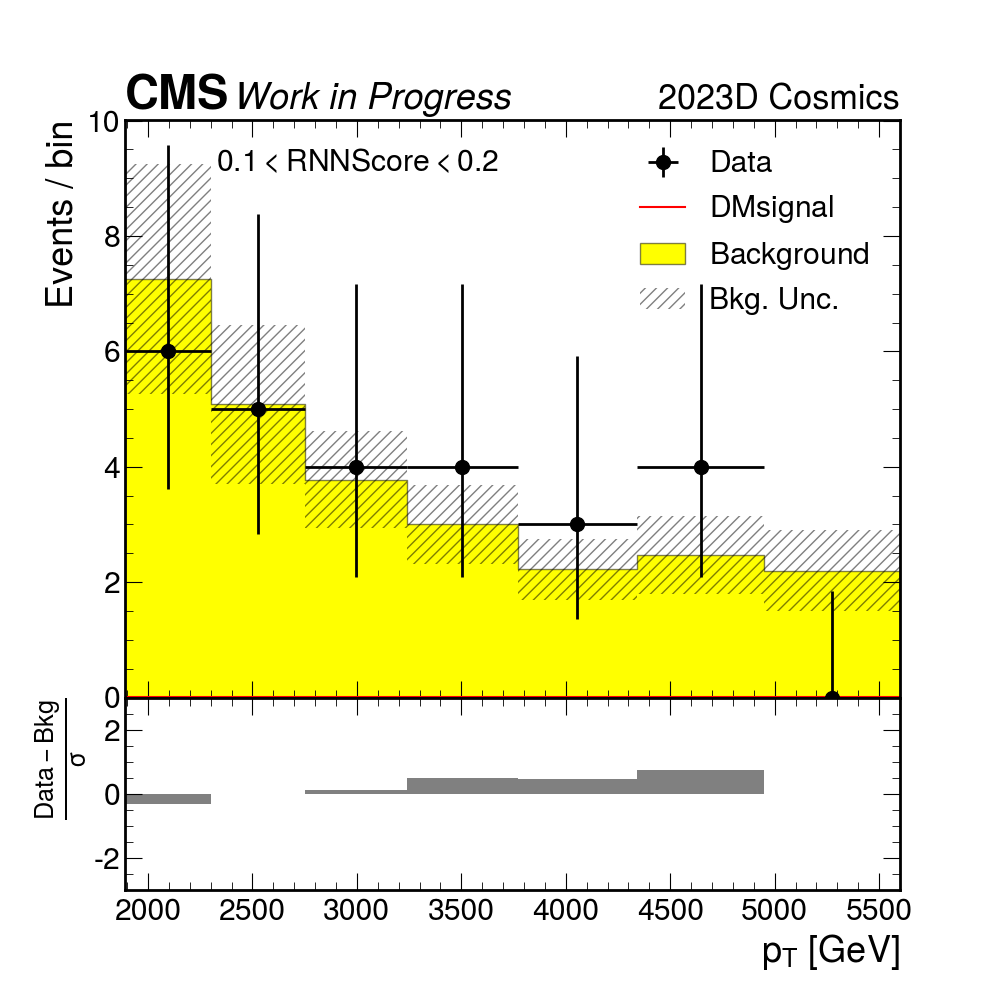 CMS Work in Progress 2023D Cosmics
Events / bin
10
8
6
4
2
0
0.1 < RNNScore < 0.2
Data
DMsignal
Background
Bkg. Unc.
Data – Bkg
σ
2
0
-2
2000 2500 3000 3500 4000 4500 5000 5500
pT [GeV]